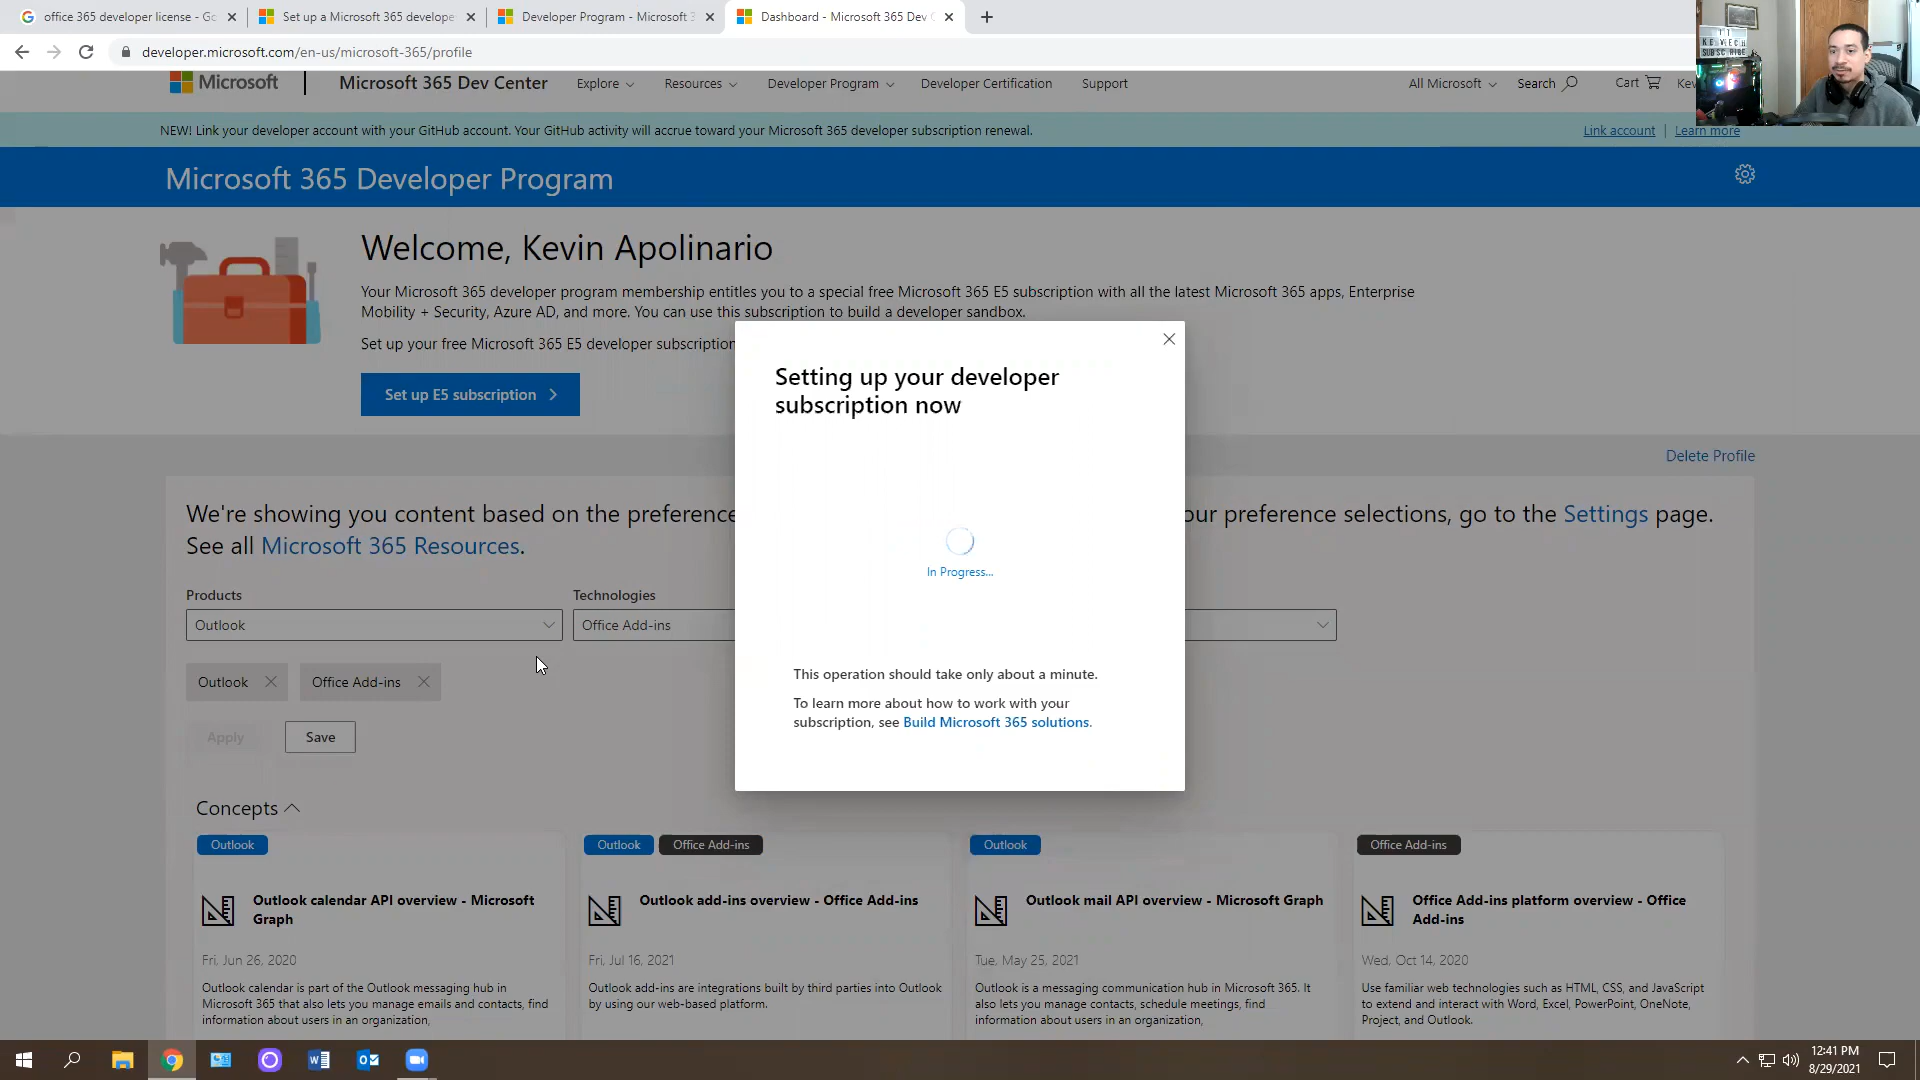 office 365 developer license - Go
Set up a Microsoft 365 develope
Developer Program - Microsoft 3
Dashboard - Microsoft 365 Dev C
developer.microsoft.com/en-us/microsoft-365/profile
Microsoft
Microsoft 365 Dev Center
Explore
Resources
Developer Program
Developer Certification
Support
All Microsoft
Search
Cart
Kev
NEW! Link your developer account with your GitHub account. Your GitHub activity will accrue toward your Microsoft 365 developer subscription renewal.
Link account | Learn more
Microsoft 365 Developer Program
Welcome, Kevin Apolinario
Your Microsoft 365 developer program membership entitles you to a special free Microsoft 365 E5 subscription with all the latest Microsoft 365 apps, Enterprise
Mobility + Security, Azure AD, and more. You can use this subscription to build a developer sandbox.
Set up your free Microsoft 365 E5 developer subscription
Set up E5 subscription
Delete Profile
Setting up your developer
subscription now
In Progress...
This operation should take only about a minute.
To learn more about how to work with your
subscription, see Build Microsoft 365 solutions.
We're showing you content based on the preference
our preference selections, go to the Settings page.
See all Microsoft 365 Resources.
Products
Technologies
Outlook
Office Add-ins
Outlook
Office Add-ins
Apply
Save
Concepts
Outlook
Outlook calendar API overview - Microsoft
Graph
Fri, Jun 26, 2020
Outlook calendar is part of the Outlook messaging hub in
Microsoft 365 that also lets you manage emails and contacts, find
information about users in an organization,
Outlook
Office Add-ins
Outlook add-ins overview - Office Add-ins
Fri, Jul 16, 2021
Outlook add-ins are integrations built by third parties into Outlook
by using our web-based platform.
Outlook
Outlook mail API overview - Microsoft Graph
Tue, May 25, 2021
Outlook is a messaging communication hub in Microsoft 365. It
also lets you manage contacts, schedule meetings, find
information about users in an organization,
Office Add-ins
Office Add-ins platform overview - Office
Add-ins
Wed, Oct 14, 2020
Use familiar web technologies such as HTML, CSS, and JavaScript
to extend and interact with Word, Excel, PowerPoint, OneNote,
Project, and Outlook.
12:41 PM
8/29/2021